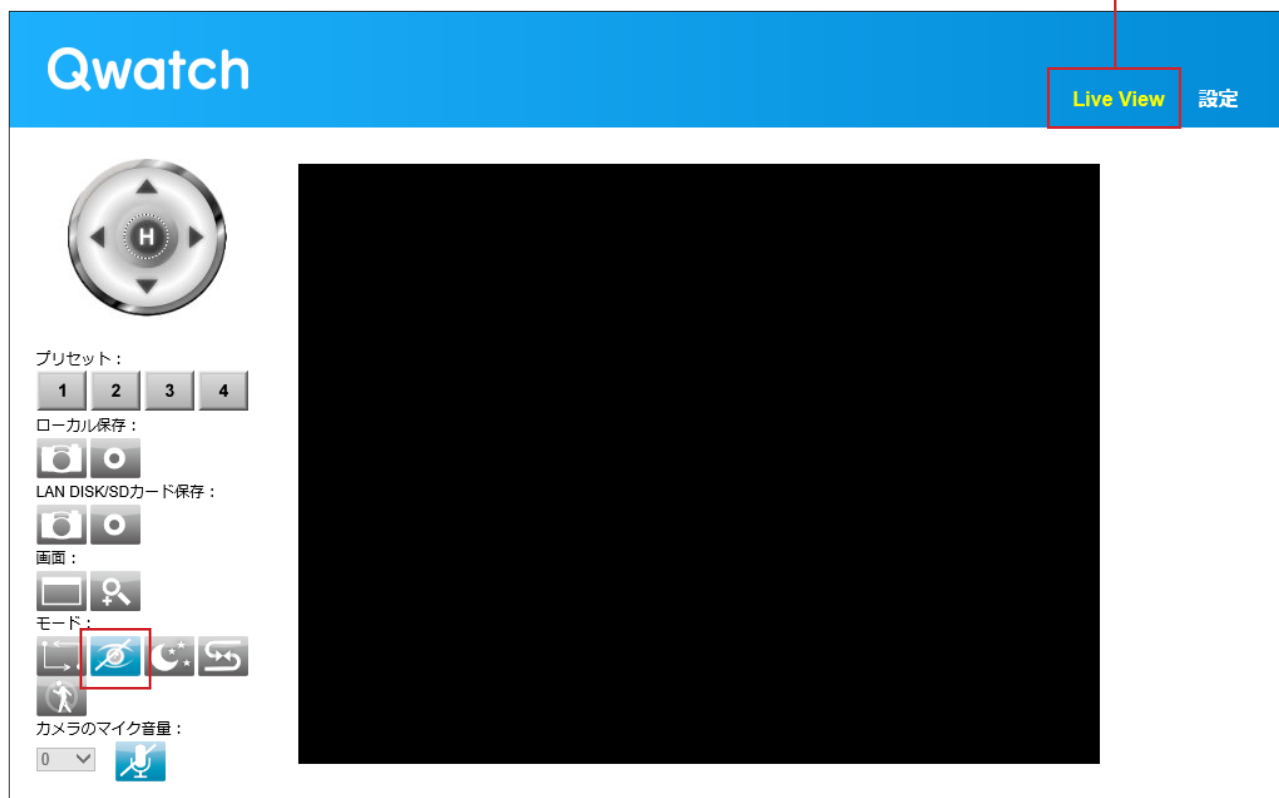 Qwatch
Live View 設定
H
プリセット：
1 2 3 4
ローカル保存：
LAN DISK/SDカード保存：
画面：
モード：
カメラのマイク音量：
0